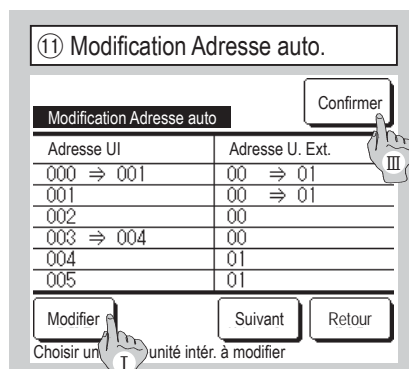 ⑪ Modification Adresse auto.
Confirmer
Modification Adresse auto
Adresse UI Adresse U. Ext.
000 ⇒ 001 00 ⇒ 01
001 00 ⇒ 01
002 00
003 ⇒ 004 00
004 01
005 01
III
Modifier Suivant Retour
Choisir unité intér. à modifier
I